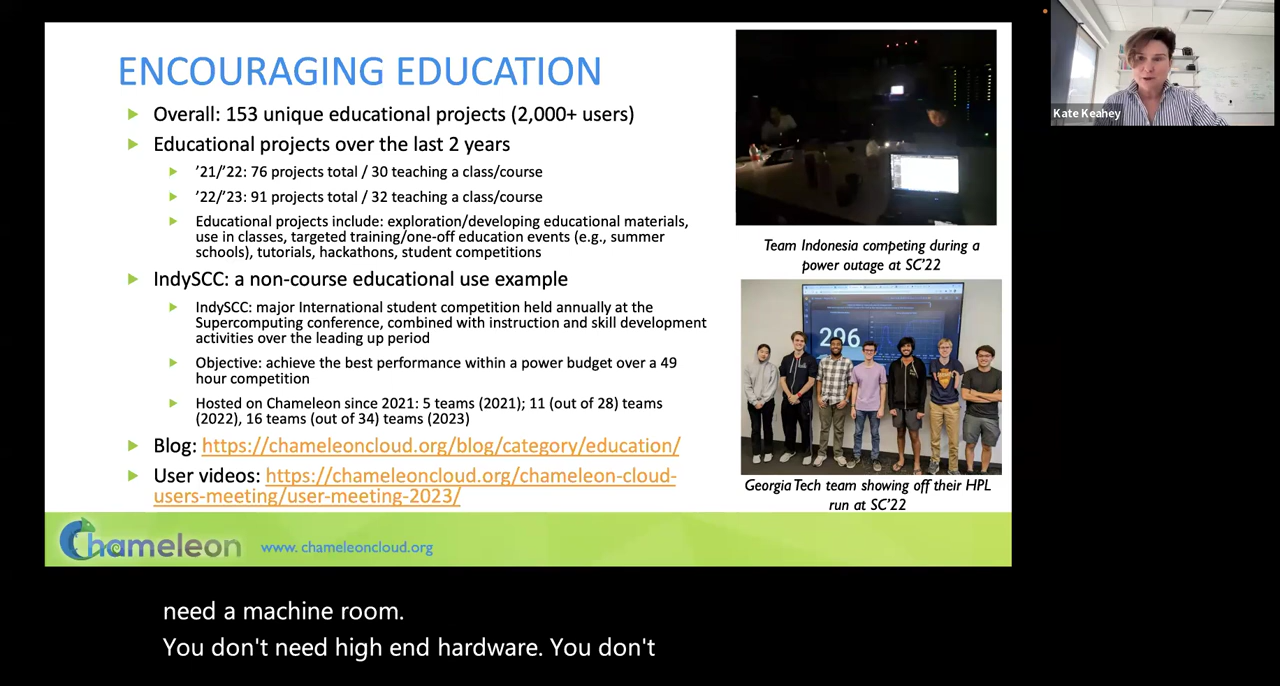 ENCOURAGING EDUCATION
Overall: 153 unique educational projects (2,000+ users)
Educational projects over the last 2 years
'21/'22: 76 projects total / 30 teaching a class/course
'22/'23: 91 projects total / 32 teaching a class/course
Educational projects include: exploration/developing educational materials,
use in classes, targeted training/one-off education events (e.g., summer
schools), tutorials, hackathons, student competitions
IndySCC: a non-course educational use example
IndySCC: major International student competition held annually at the
Supercomputing conference, combined with instruction and skill development
activities over the leading up period
Objective: achieve the best performance within a power budget over a 49
hour competition
Hosted on Chameleon since 2021: 5 teams (2021); 11 (out of 28) teams
(2022), 16 teams (out of 34) teams (2023)
Blog: https://chameleoncloud.org/blog/category/education/
User videos: https://chameleoncloud.org/chameleon-cloud-
users-meeting/user-meeting-2023/
Team Indonesia competing during a
power outage at SC'22
296
Georgia Tech team showing off their HPL
run at SC'22
Chameleon
www. chameleoncloud.org
Kate Keahey
need a machine room.
You don't need high end hardware. You don't